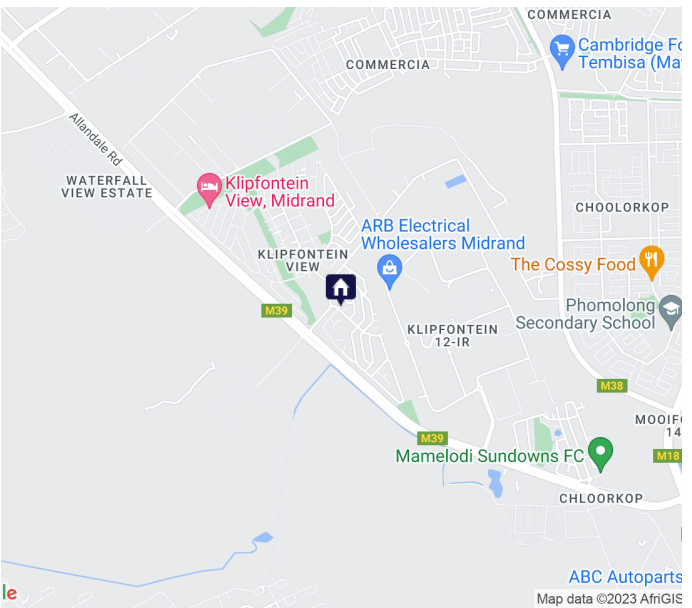 COMMERCIA
Cambridge Fo
Tembisa (Ma
COMMERCIA
Allandale Rd
WATERFALL
VIEW ESTATE
Klipfontein
View, Midrand
CHOOLORKOP
ARB Electrical
Wholesalers Midrand
KLIPFONTEIN
VIEW
The Cossy Food
M39
Phomolong
Secondary School
KLIPFONTEIN
12-IR
M38
MOOIF
14
M39
Mamelodi Sundowns FC
M18
CHLOORKOP
ABC Autoparts
le
Map data ©2023 AfriGIS